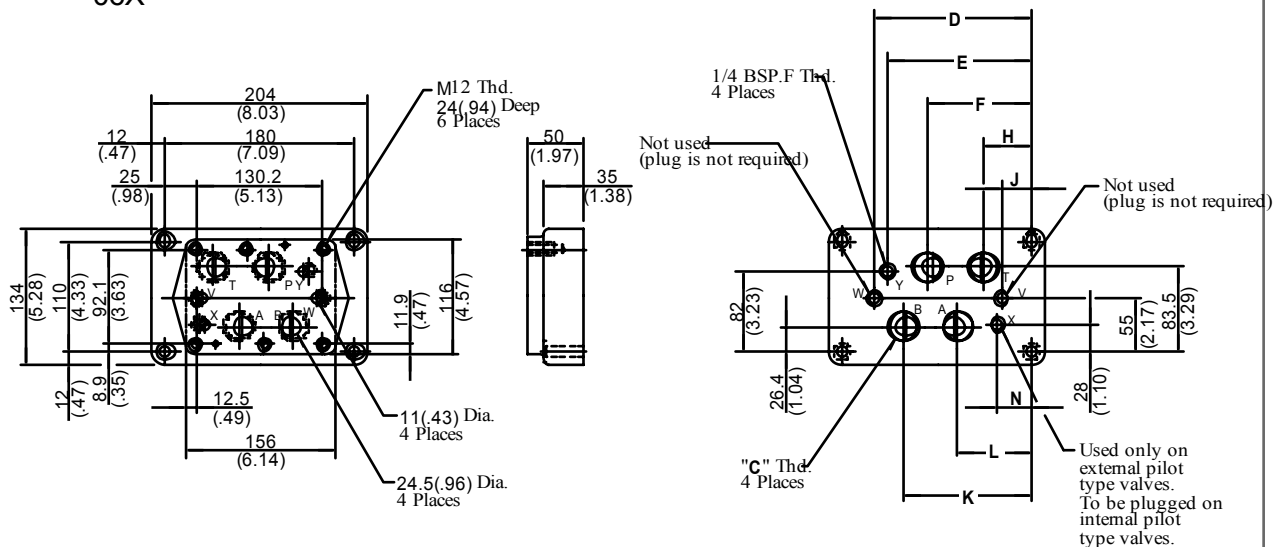 06X
204
(8.03)
12
(.47)
180
(7.09)
25
(.98)
130.2
(5.13)
M12 Thd.
24(.94) Deep
6 Places
134
(5.28)
110
(4.33)
92.1
(3.63)
T
P
Y
V
W
X
A
B
11.9
(.47)
116
(4.57)
12
(.47)
8.9
(.35)
12.5
(.49)
156
(6.14)
11(.43) Dia.
4 Places
24.5(.96) Dia.
4 Places
50
(1.97)
35
(1.38)
D
E
F
H
J
1/4 BSP.F Thd.
4 Places
Not used
(plug is not required)
Not used
(plug is not required)
Y
P
T
W
V
B
A
X
82
(3.23)
26.4
(1.04)
55
(2.17)
83.5
(3.29)
28
(1.10)
N
L
K
"C" Thd.
4 Places
Used only on
external pilot
type valves.
To be plugged on
internal pilot
type valves.